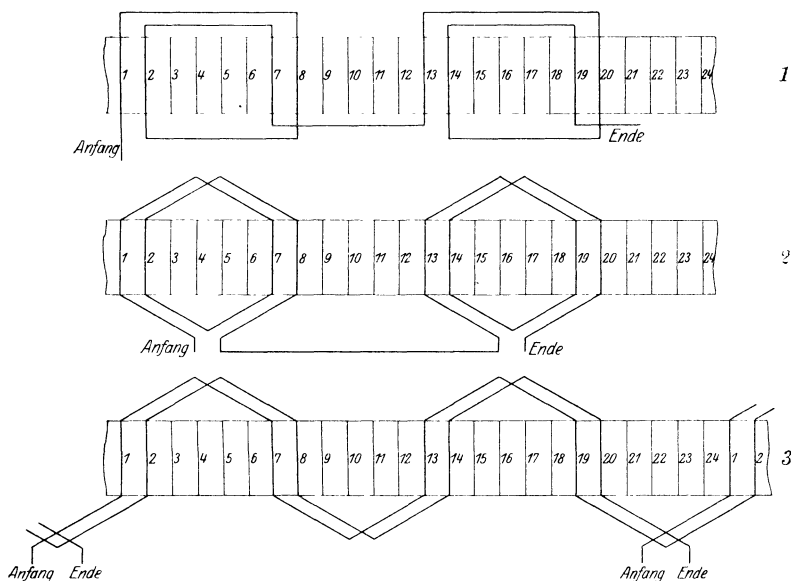 1 2 3 4 5 6 7 8 9 10 11 12 13 14 15 16 17 18 19 20 21 22 23 24 1
Anfang Ende
1 2 3 4 5 6 7 8 9 10 11 12 13 14 15 16 17 18 19 20 21 22 23 24 2
Anfang Ende
1 2 3 4 5 6 7 8 9 10 11 12 13 14 15 16 17 18 19 20 21 22 23 24 1 2 3
Anfang Ende Anfang Ende